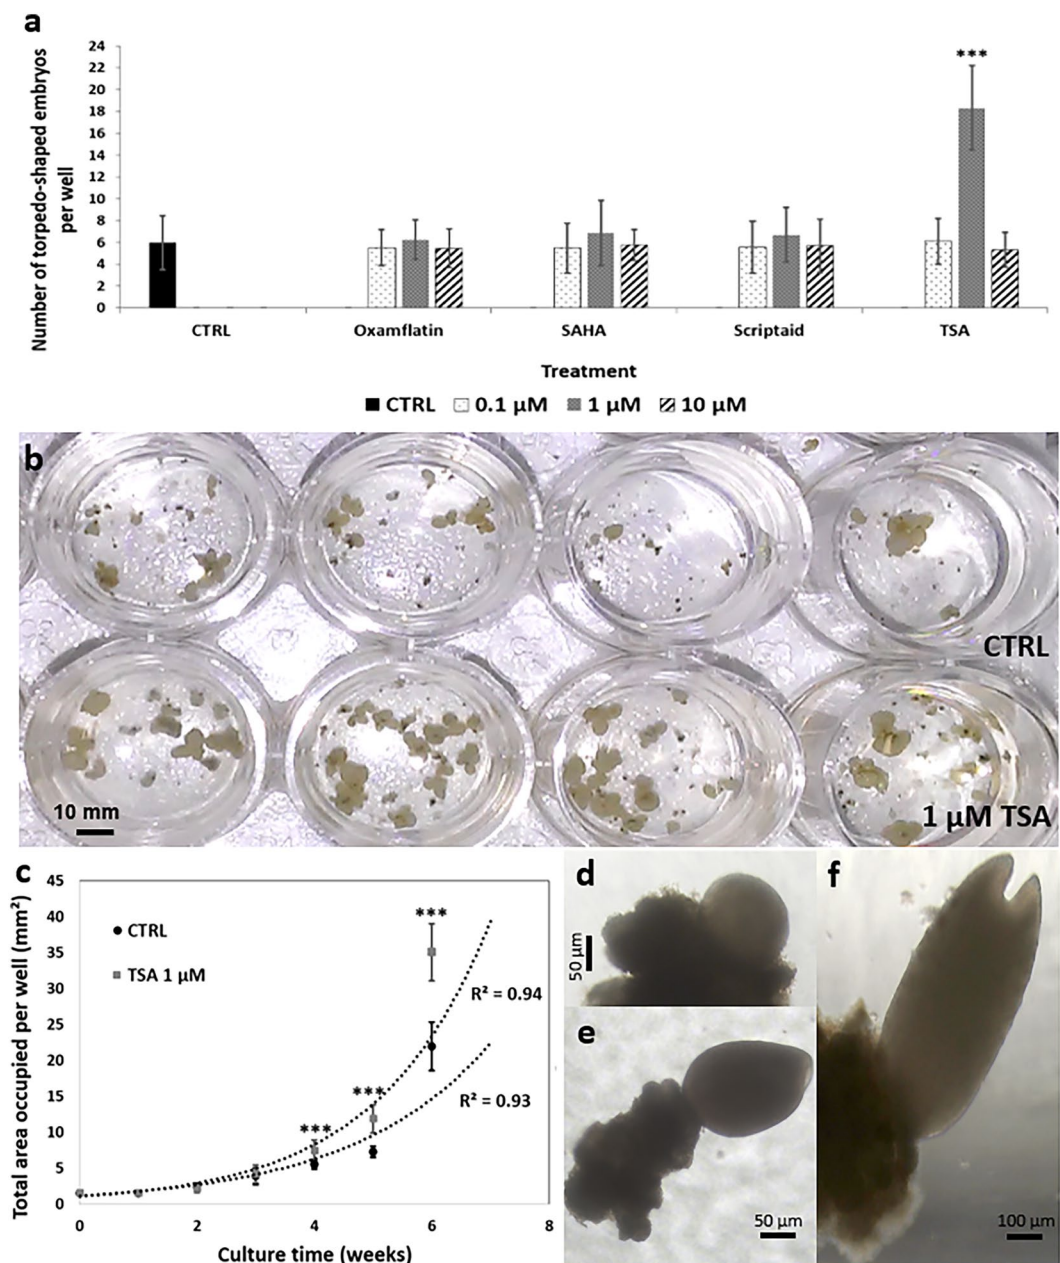 a
Number of torpedo-shaped embryos
per well
24
22
20
18
16
14
12
10
8
6
4
2
0
***
CTRL Oxamflatin SAHA Scriptaid TSA
Treatment
CTRL 0.1 µM 1 µM 10 µM
b
CTRL
10 mm
1 µM TSA
c
Total area occupied per well (mm²)
45
40
35
30
25
20
15
10
5
0
CTRL
TSA 1 µM
***
***
***
R² = 0.94
R² = 0.93
0 2 4 6 8
Culture time (weeks)
d
50 µm
e
50 µm
f
100 µm